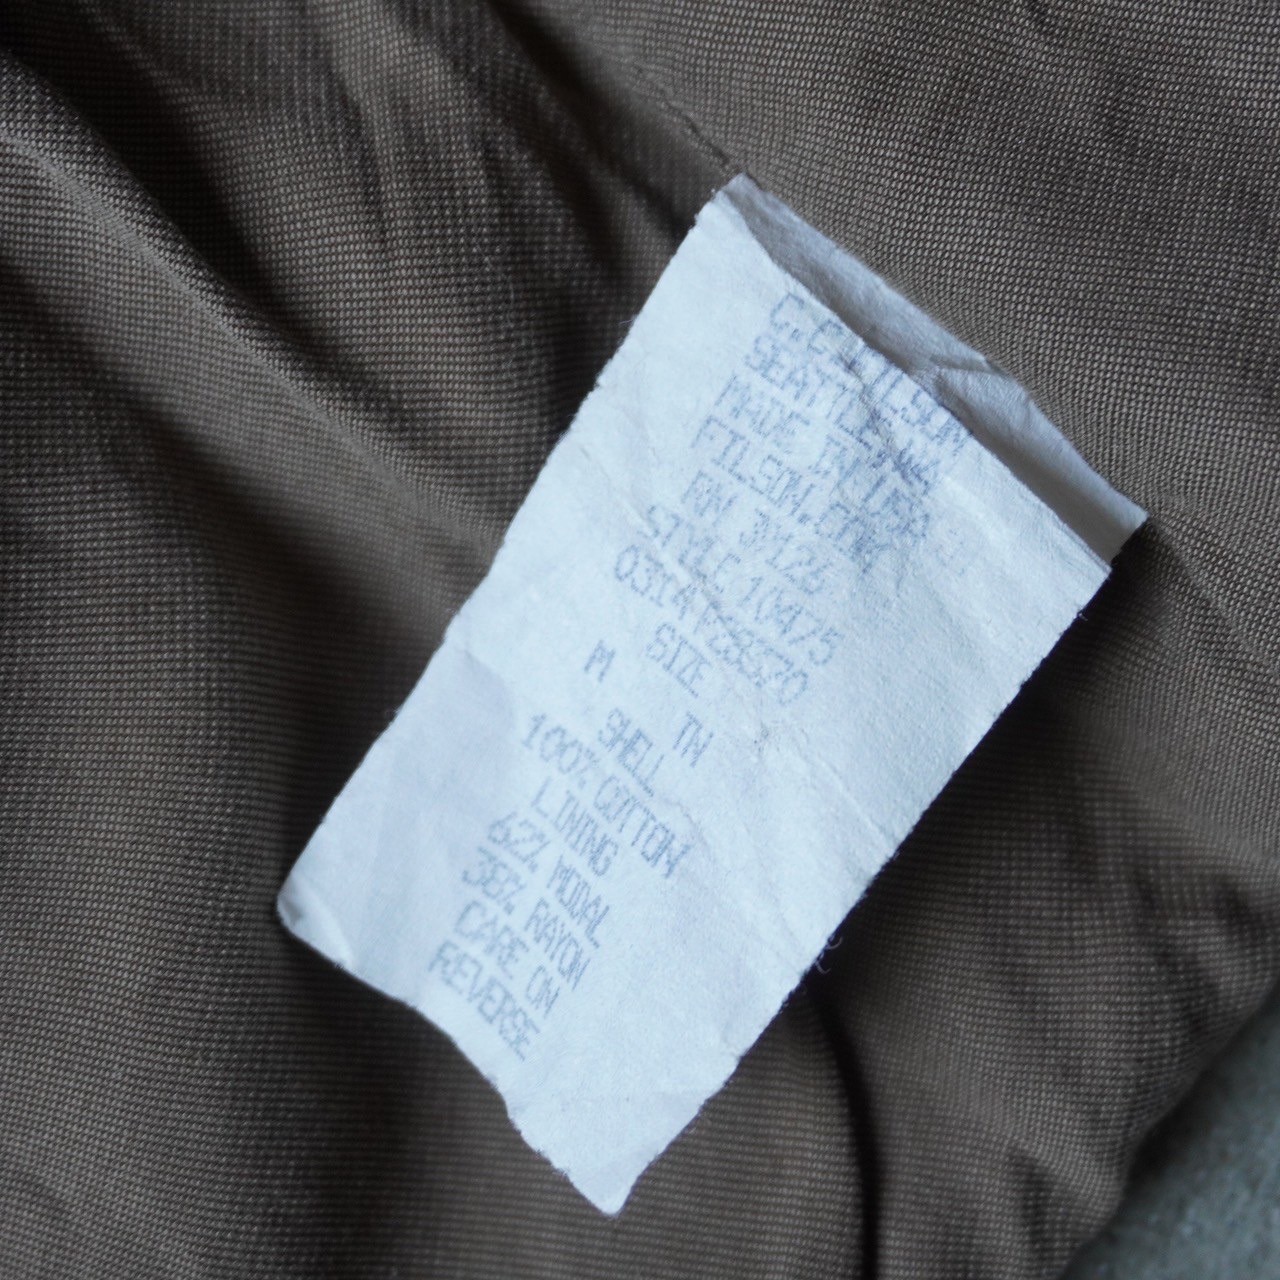 C.C. FILSON
SEATTLE, WA
MADE IN USA
FILSON.COM
RN 37126
STYLE 10475
SIZE
M TN
SHELL
100% COTTON
LINING
62% MODAL
38% RAYON
CARE ON
REVERSE